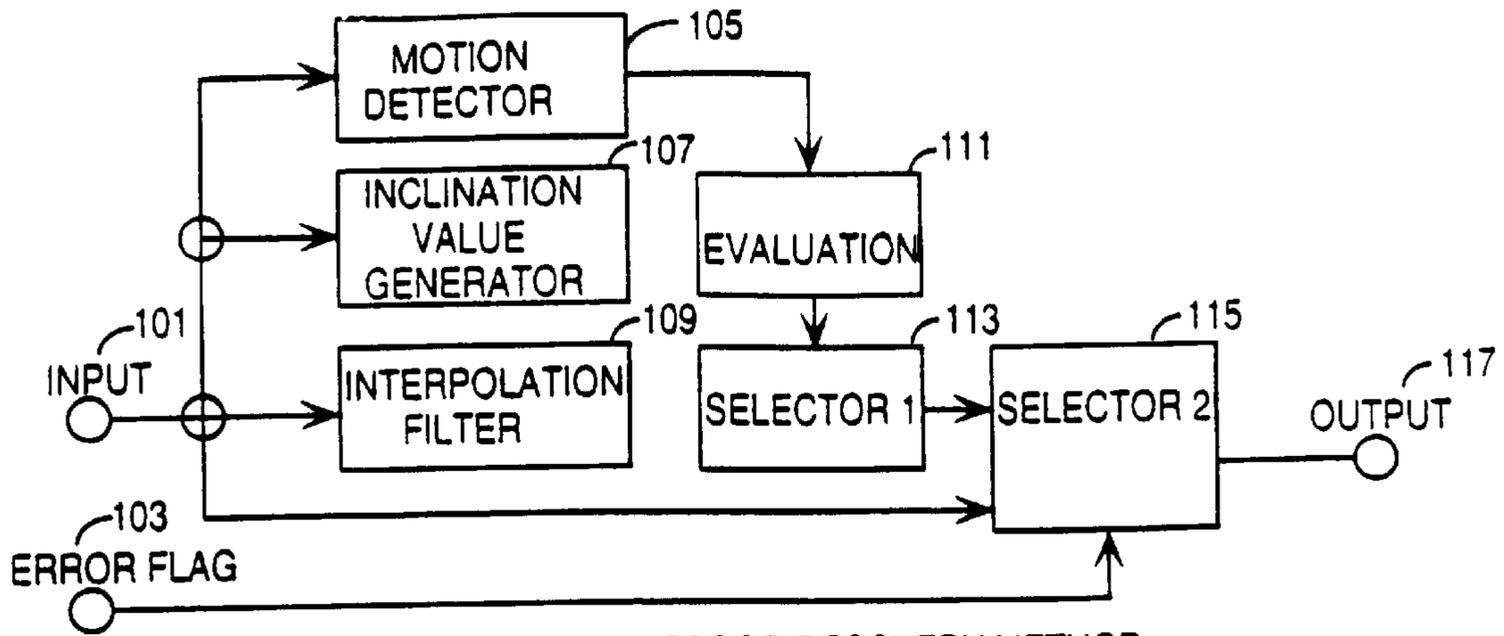 105
MOTION
DETECTOR
107
INCLINATION
VALUE
GENERATOR
111
EVALUATION
101
INPUT
109
INTERPOLATION
FILTER
113
SELECTOR 1
115
SELECTOR 2
117
OUTPUT
103
ERROR FLAG